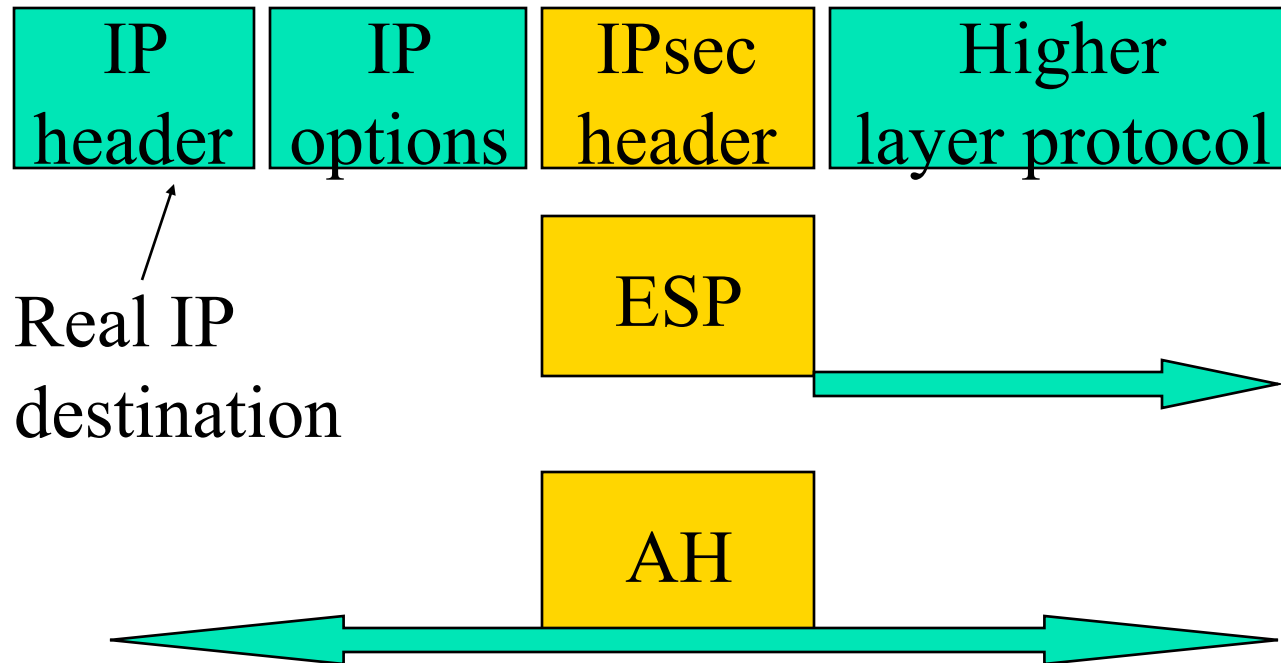 IP
header
IP
options
IPsec
header
Higher
layer protocol
Real IP
destination
ESP
AH